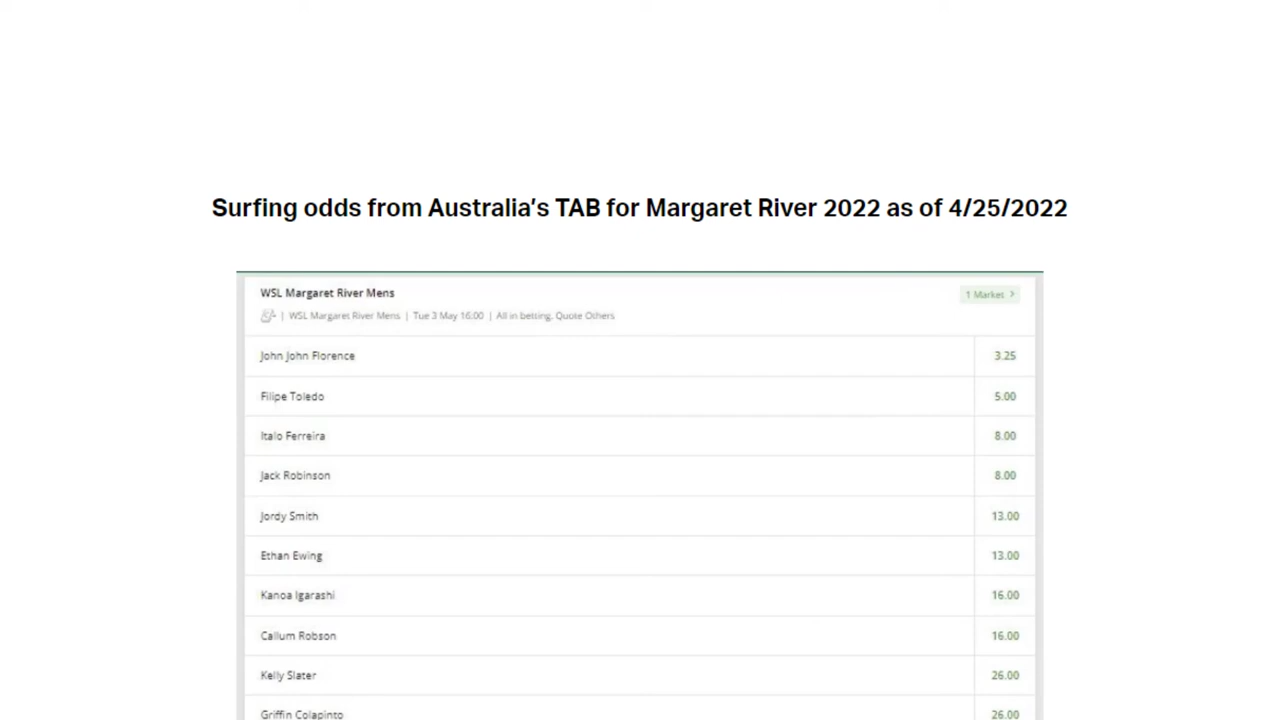 Surfing odds from Australia's TAB for Margaret River 2022 as of 4/25/2022
WSL Margaret River Mens
1 Market >
| WSL Margaret River Mens | Tue 3 May 16:00 | All in betting, Quote Others
John John Florence 3.25
Filipe Toledo 5.00
Italo Ferreira 8.00
Jack Robinson 8.00
Jordy Smith 13.00
Ethan Ewing 13.00
Kanoa Igarashi 16.00
Callum Robson 16.00
Kelly Slater 26.00
Griffin Colapinto 26.00